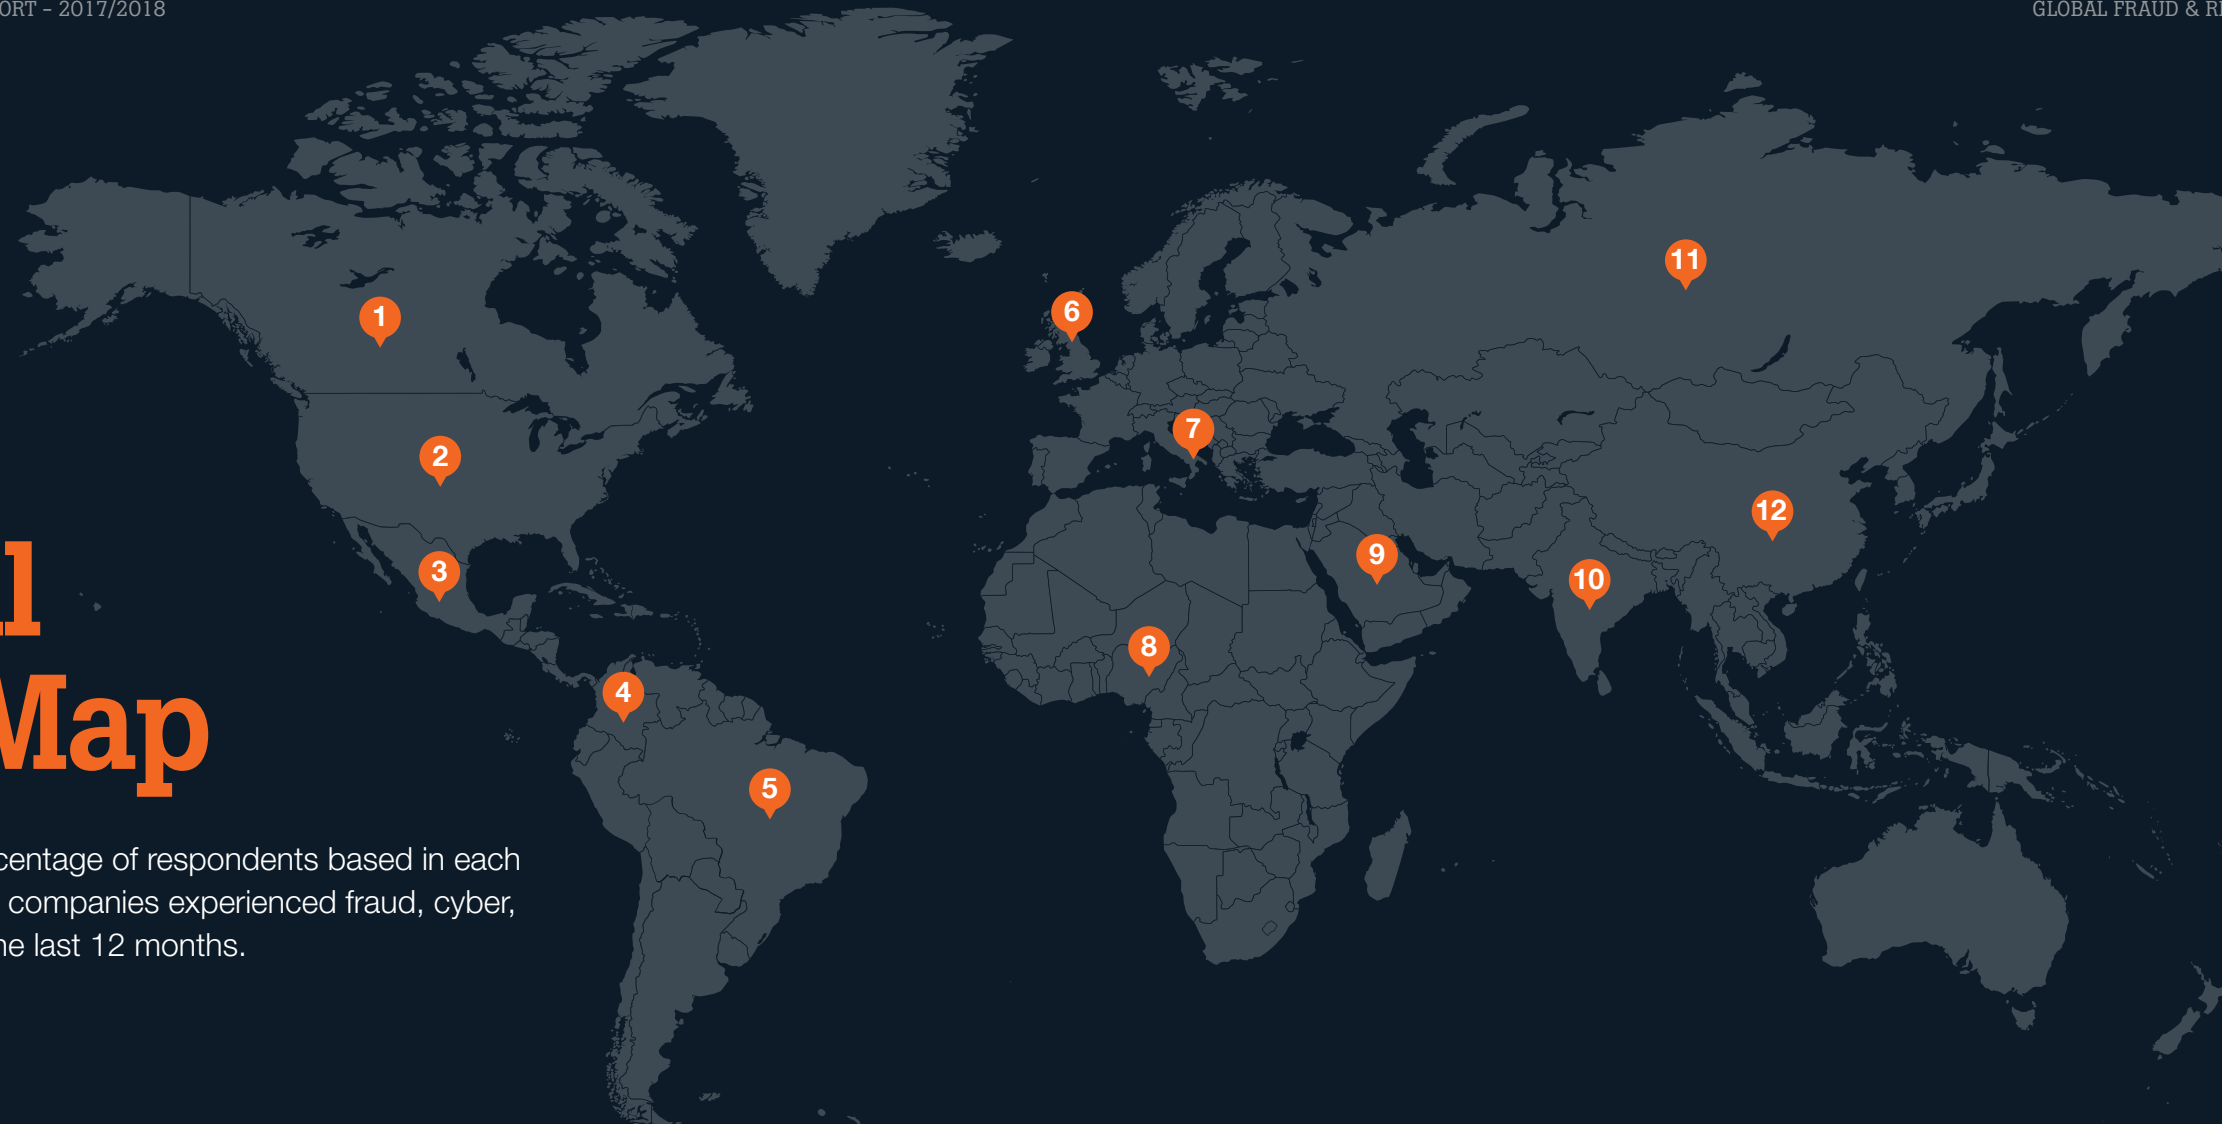 ORT – 2017/2018
GLOBAL FRAUD & RI
l
Map
centage of respondents based in each
companies experienced fraud, cyber,
he last 12 months.
1
2
3
4
5
6
7
8
9
10
11
12